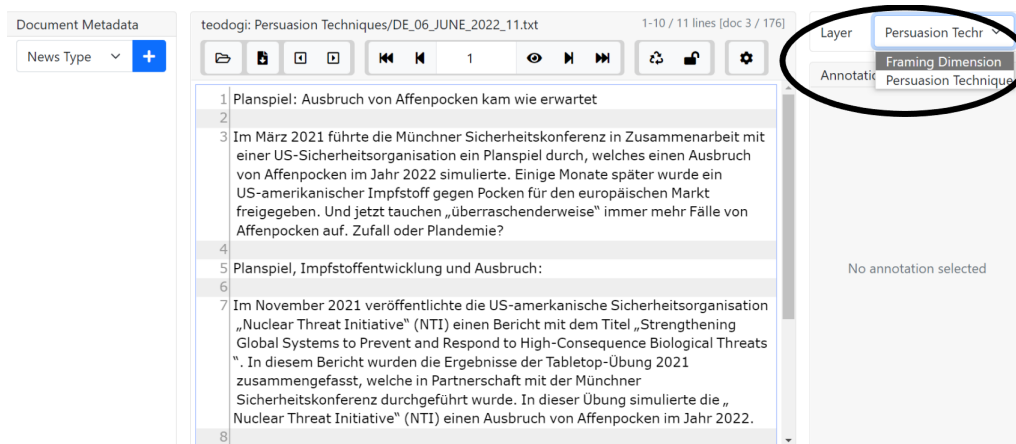 Document Metadata
News Type
+
teodogi: Persuasion Techniques/DE_06_JUNE_2022_11.txt
1-10 / 11 lines [doc 3 / 176]
1
Layer
Persuasion Techr
Framing Dimension
Persuasion Technique
1 Planspiel: Ausbruch von Affenpocken kam wie erwartet
2
3 Im März 2021 führte die Münchner Sicherheitskonferenz in Zusammenarbeit mit
einer US-Sicherheitsorganisation ein Planspiel durch, welches einen Ausbruch
von Affenpocken im Jahr 2022 simulierte. Einige Monate später wurde ein
US-amerikanischer Impfstoff gegen Pocken für den europäischen Markt
freigegeben. Und jetzt tauchen „überraschenderweise“ immer mehr Fälle von
Affenpocken auf. Zufall oder Plandemie?
4
5 Planspiel, Impfstoffentwicklung und Ausbruch:
6
7 Im November 2021 veröffentlichte die US-amerkanische Sicherheitsorganisation
„Nuclear Threat Initiative“ (NTI) einen Bericht mit dem Titel „Strengthening
Global Systems to Prevent and Respond to High-Consequence Biological Threats
“. In diesem Bericht wurden die Ergebnisse der Tabletop-Übung 2021
zusammengefasst, welche in Partnerschaft mit der Münchner
Sicherheitskonferenz durchgeführt wurde. In dieser Übung simulierte die „
Nuclear Threat Initiative“ (NTI) einen Ausbruch von Affenpocken im Jahr 2022.
8
No annotation selected